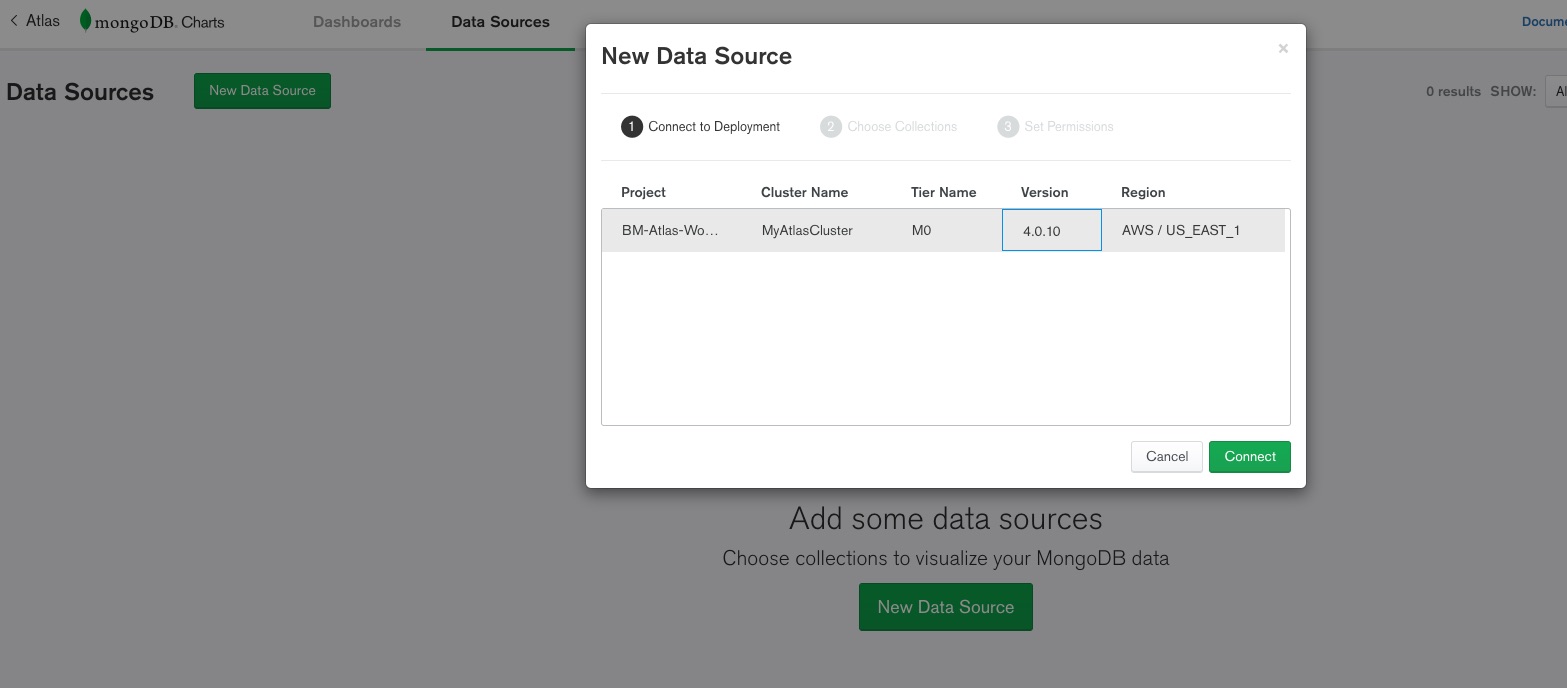 Atlas mongoDB. Charts Dashboards Data Sources Docume
New Data Source ×
Data Sources New Data Source 0 results SHOW: Al
1 Connect to Deployment 2 Choose Collections 3 Set Permissions
Project Cluster Name Tier Name Version Region
BM-Atlas-Wo... MyAtlasCluster M0 4.0.10 AWS / US_EAST_1
Cancel Connect
Add some data sources
Choose collections to visualize your MongoDB data
New Data Source